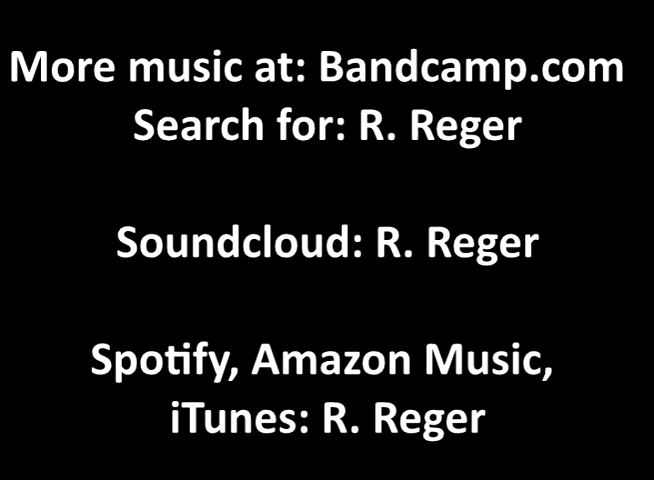 More music at: Bandcamp.com
Search for: R. Reger
Soundcloud: R. Reger
Spotify, Amazon Music,
iTunes: R. Reger